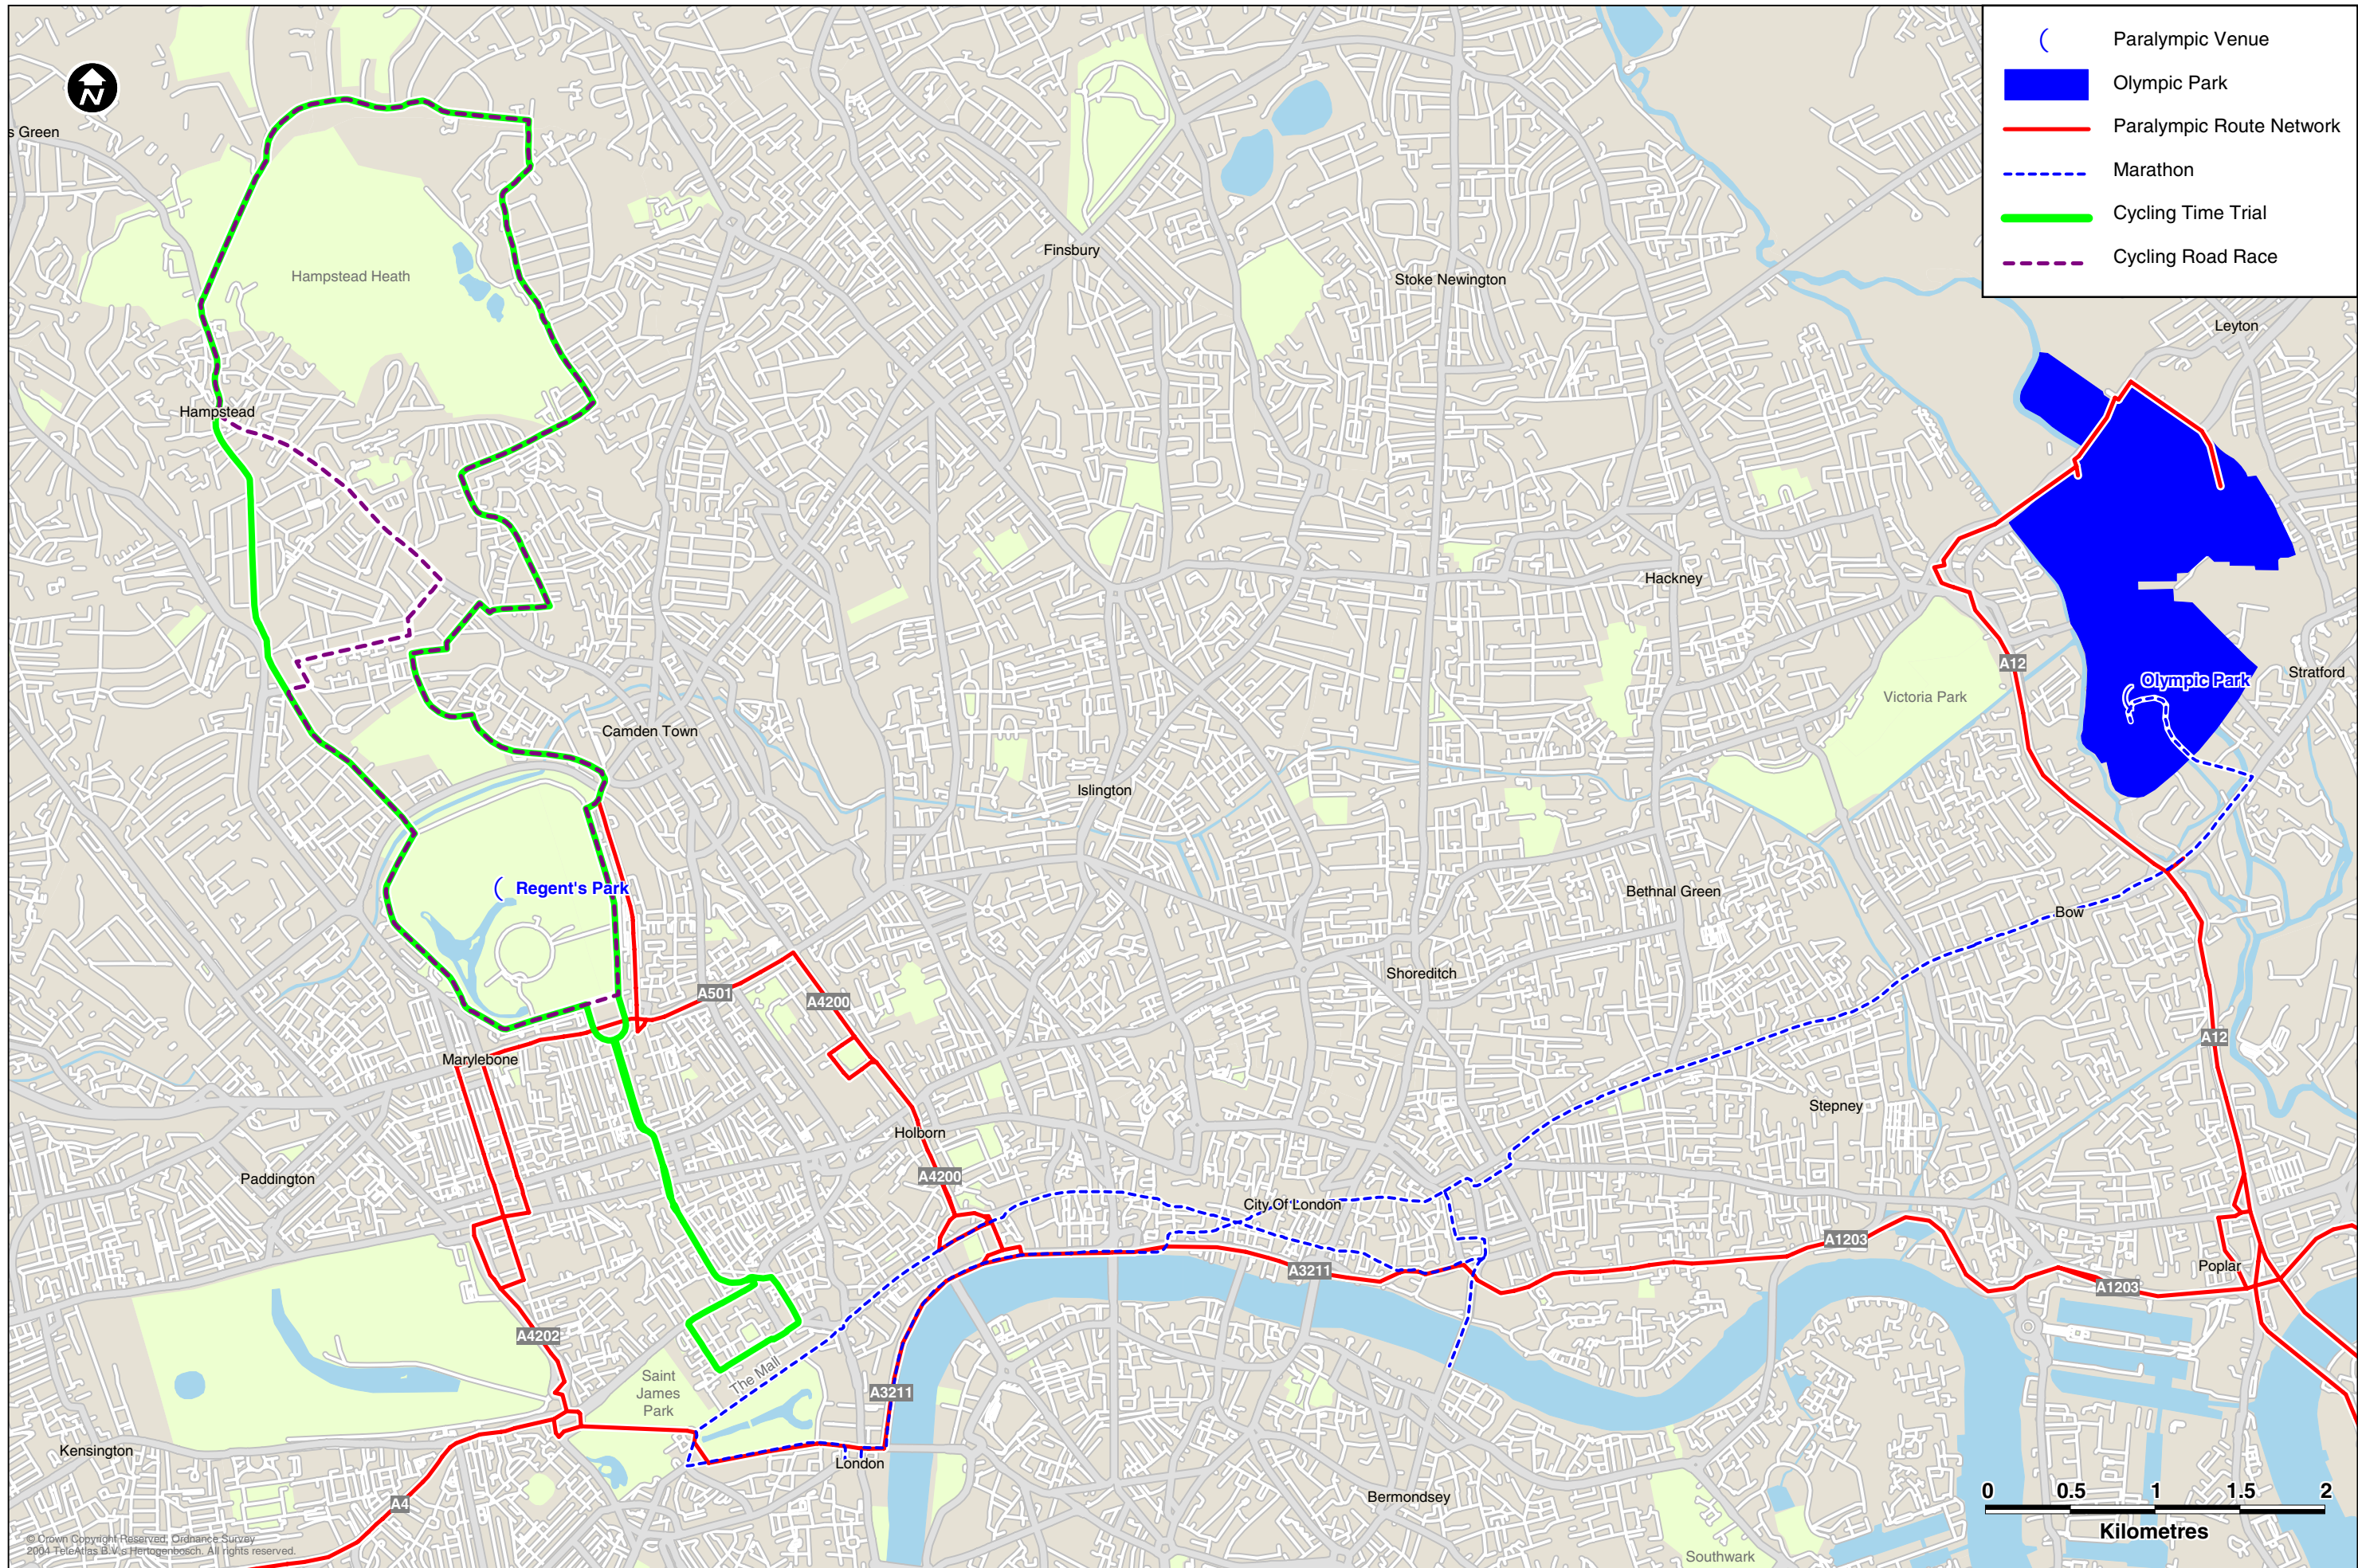 Paralympic Venue
Olympic Park
Paralympic Route Network
Marathon
Cycling Time Trial
Cycling Road Race
N
s Green
Finsbury
Hampstead Heath
Stoke Newington
Leyton
Hampstead
Hackney
A12
Stratford
Olympic Park
Victoria Park
Camden Town
Islington
Regent's Park
Bethnal Green
Bow
Shoreditch
A501
A4200
A12
Marylebone
Stepney
Holborn
Paddington
A4200
City Of London
A1203
Poplar
A3211
A1203
A4202
The Mall
Saint
James
Park
A3211
Kensington
London
Bermondsey
A4
0 0.5 1 1.5 2
Kilometres
© Crown Copyright Reserved, Ordnance Survey
2004 TeleAtlas B.V.s Hertogenbosch. All rights reserved.
Southwark